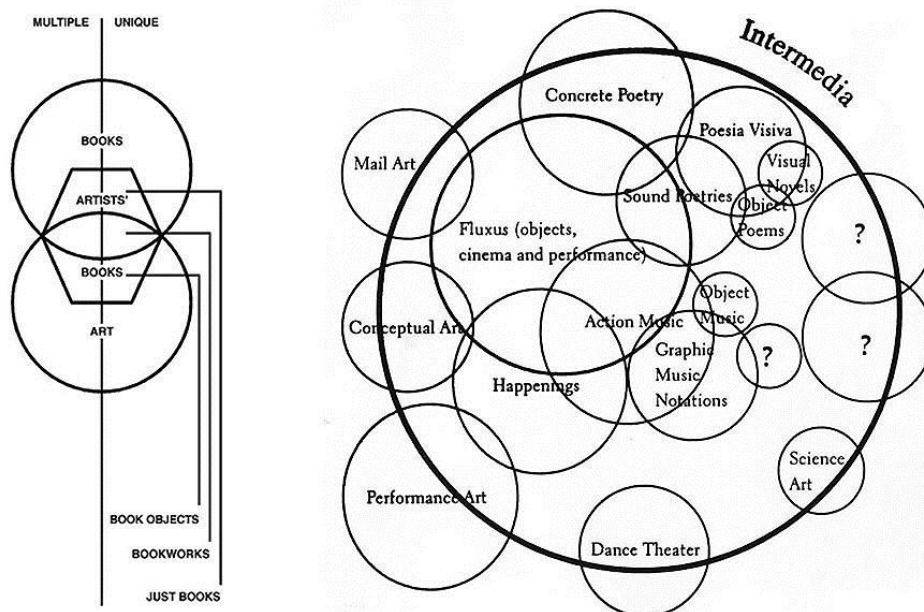 MULTIPLE UNIQUE
BOOKS
ARTISTS'
BOOKS
ART
BOOK OBJECTS
BOOKWORKS
JUST BOOKS
Intermedia
Concrete Poetry
Poesia Visiva
Mail Art
Visual
Novels
Sound Poetries
Object
Poems
Fluxus (objects,
cinema and performance)
?
Object
Music
Conceptual Art
Action Music
?
Graphic
Music
Notations
?
Happenings
Science
Art
Performance Art
Dance Theater